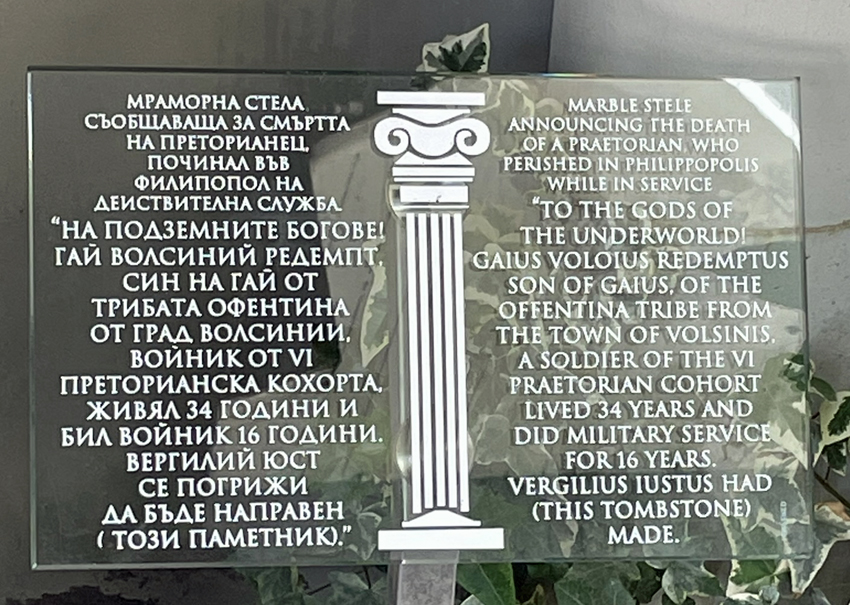 МРАМОРНА СТЕЛА
СЪОБЩАВАЩА ЗА СМЪРТТА
НА ПРЕТОРИАНЕЦ,
ПОЧИНАЛ ВЪВ
ФИЛИПОПОЛ НА
ДЕЙСТВИТЕЛНА СЛУЖБА.
“НА ПОДЗЕМНИТЕ БОГОВЕ!
ГАЙ ВОЛСИНИЙ РЕДЕМПТ,
СИН НА ГАЙ ОТ
ТРИБАТА ОФЕНТИНА
ОТ ГРАД ВОЛСИНИИ,
ВОЙНИК ОТ VI
ПРЕТОРИАНСКА КОХОРТА,
ЖИВЯЛ 34 ГОДИНИ И
БИЛ ВОЙНИК 16 ГОДИНИ.
ВЕРГИЛИЙ ЮСТ
СЕ ПОГРИЖИ
ДА БЪДЕ НАПРАВЕН
( ТОЗИ ПАМЕТНИК).”
MARBLE STELE
ANNOUNCING THE DEATH
OF A PRAETORIAN, WHO
PERISHED IN PHILIPPOPOLIS
WHILE IN SERVICE
“TO THE GODS OF
THE UNDERWORLD!
GAIUS VOLOIUS REDEMPTUS
SON OF GAIUS, OF THE
OFFENTINA TRIBE FROM
THE TOWN OF VOLSINIS,
A SOLDIER OF THE VI
PRAETORIAN COHORT
LIVED 34 YEARS AND
DID MILITARY SERVICE
FOR 16 YEARS.
VERGILIUS IUSTUS HAD
(THIS TOMBSTONE)
MADE.